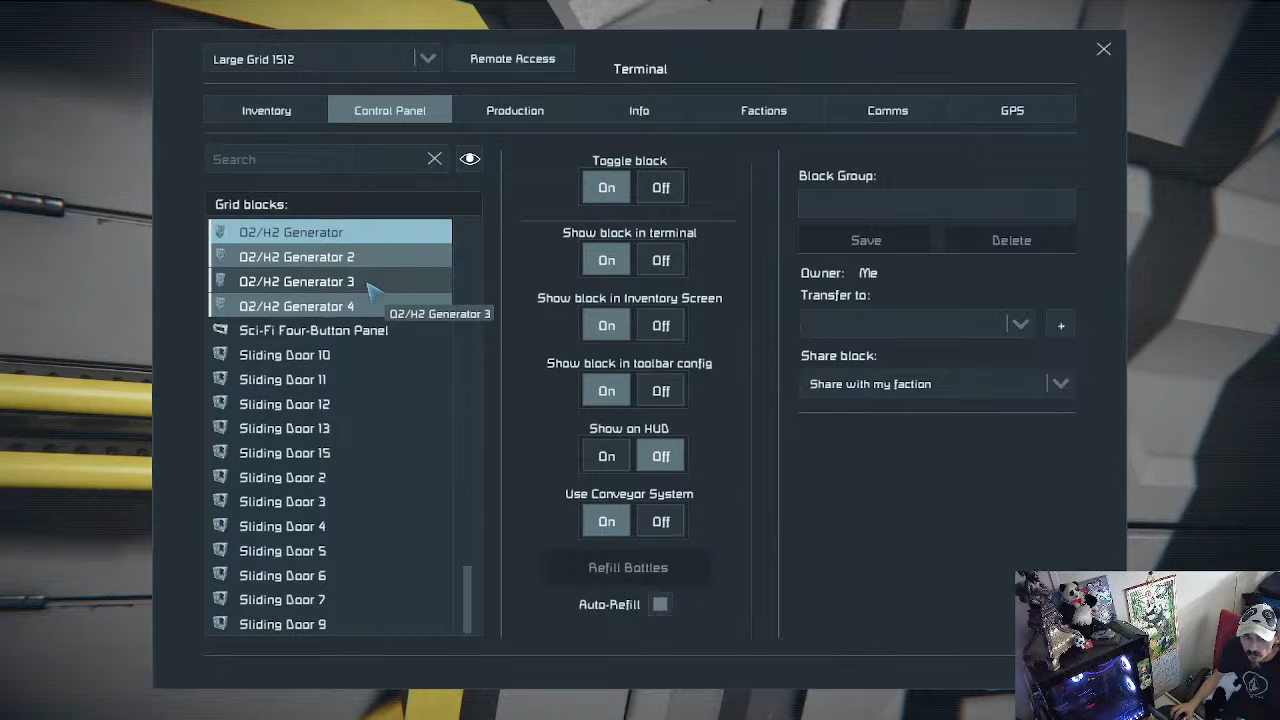 Large Grid 1512
Remote Access
Terminal
Inventory
Control Panel
Production
Info
Factions
Comms
GPS
Search
Grid blocks:
O2/H2 Generator
O2/H2 Generator 2
O2/H2 Generator 3
O2/H2 Generator 4
O2/H2 Generator 3
Sci-Fi Four-Button Panel
Sliding Door 10
Sliding Door 11
Sliding Door 12
Sliding Door 13
Sliding Door 15
Sliding Door 2
Sliding Door 3
Sliding Door 4
Sliding Door 5
Sliding Door 6
Sliding Door 7
Sliding Door 9
Toggle block
On Off
Show block in terminal
On Off
Show block in Inventory Screen
On Off
Show block in toolbar config
On Off
Show on HUD
On Off
Use Conveyor System
On Off
Refill Bottles
Auto-Refill
Block Group:
Save Delete
Owner: Me
Transfer to:
+
Share block:
Share with my faction